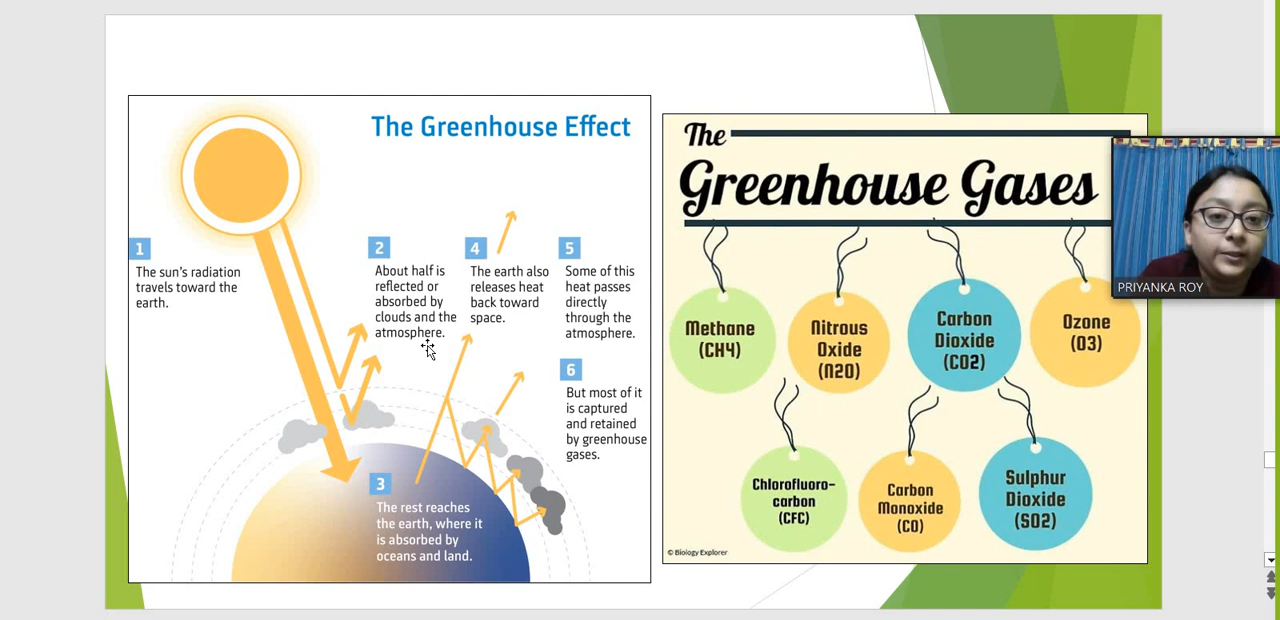 The Greenhouse Effect
1
The sun's radiation
travels toward the
earth.
2
About half is
reflected or
absorbed by
clouds and the
atmosphere.
4
The earth also
releases heat
back toward
space.
5
Some of this
heat passes
directly
through the
atmosphere.
6
But most of it
is captured
and retained
by greenhouse
gases.
3
The rest reaches
the earth, where it
is absorbed by
oceans and land.
The
Greenhouse Gases
Methane
(CH4)
Nitrous
Oxide
(N2O)
Carbon
Dioxide
(CO2)
Ozone
(O3)
Chlorofluoro-
carbon
(CFC)
Carbon
Monoxide
(CO)
Sulphur
Dioxide
(SO2)
© Biology Explorer
PRIYANKA ROY